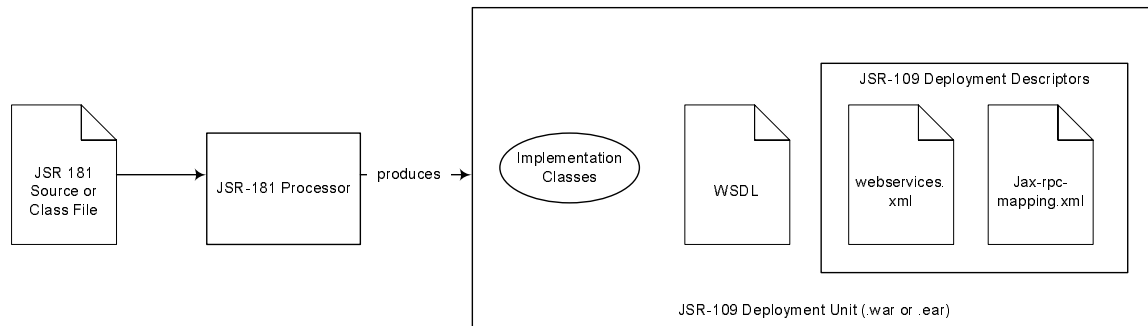 JSR 181
Source or
Class File
JSR-181 Processor
produces
Implementation
Classes
WSDL
JSR-109 Deployment Descriptors
webservices.
xml
Jax-rpc-
mapping.xml
JSR-109 Deployment Unit (.war or .ear)